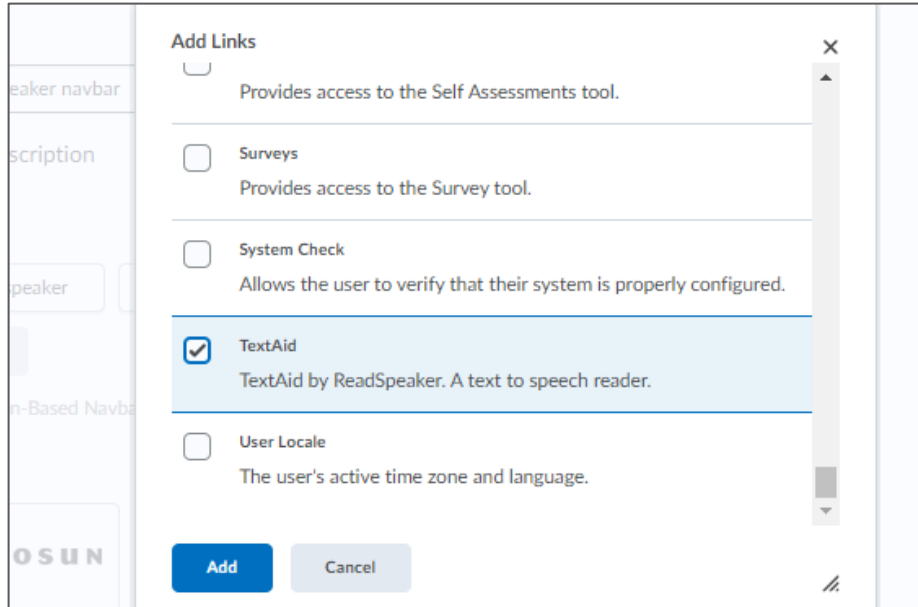 Add Links
eaker navbar
Provides access to the Self Assessments tool.
scription
Surveys
Provides access to the Survey tool.
System Check
Allows the user to verify that their system is properly configured.
peaker
TextAid
TextAid by ReadSpeaker. A text to speech reader.
n-Based Navba
User Locale
The user's active time zone and language.
OSUN
Add
Cancel